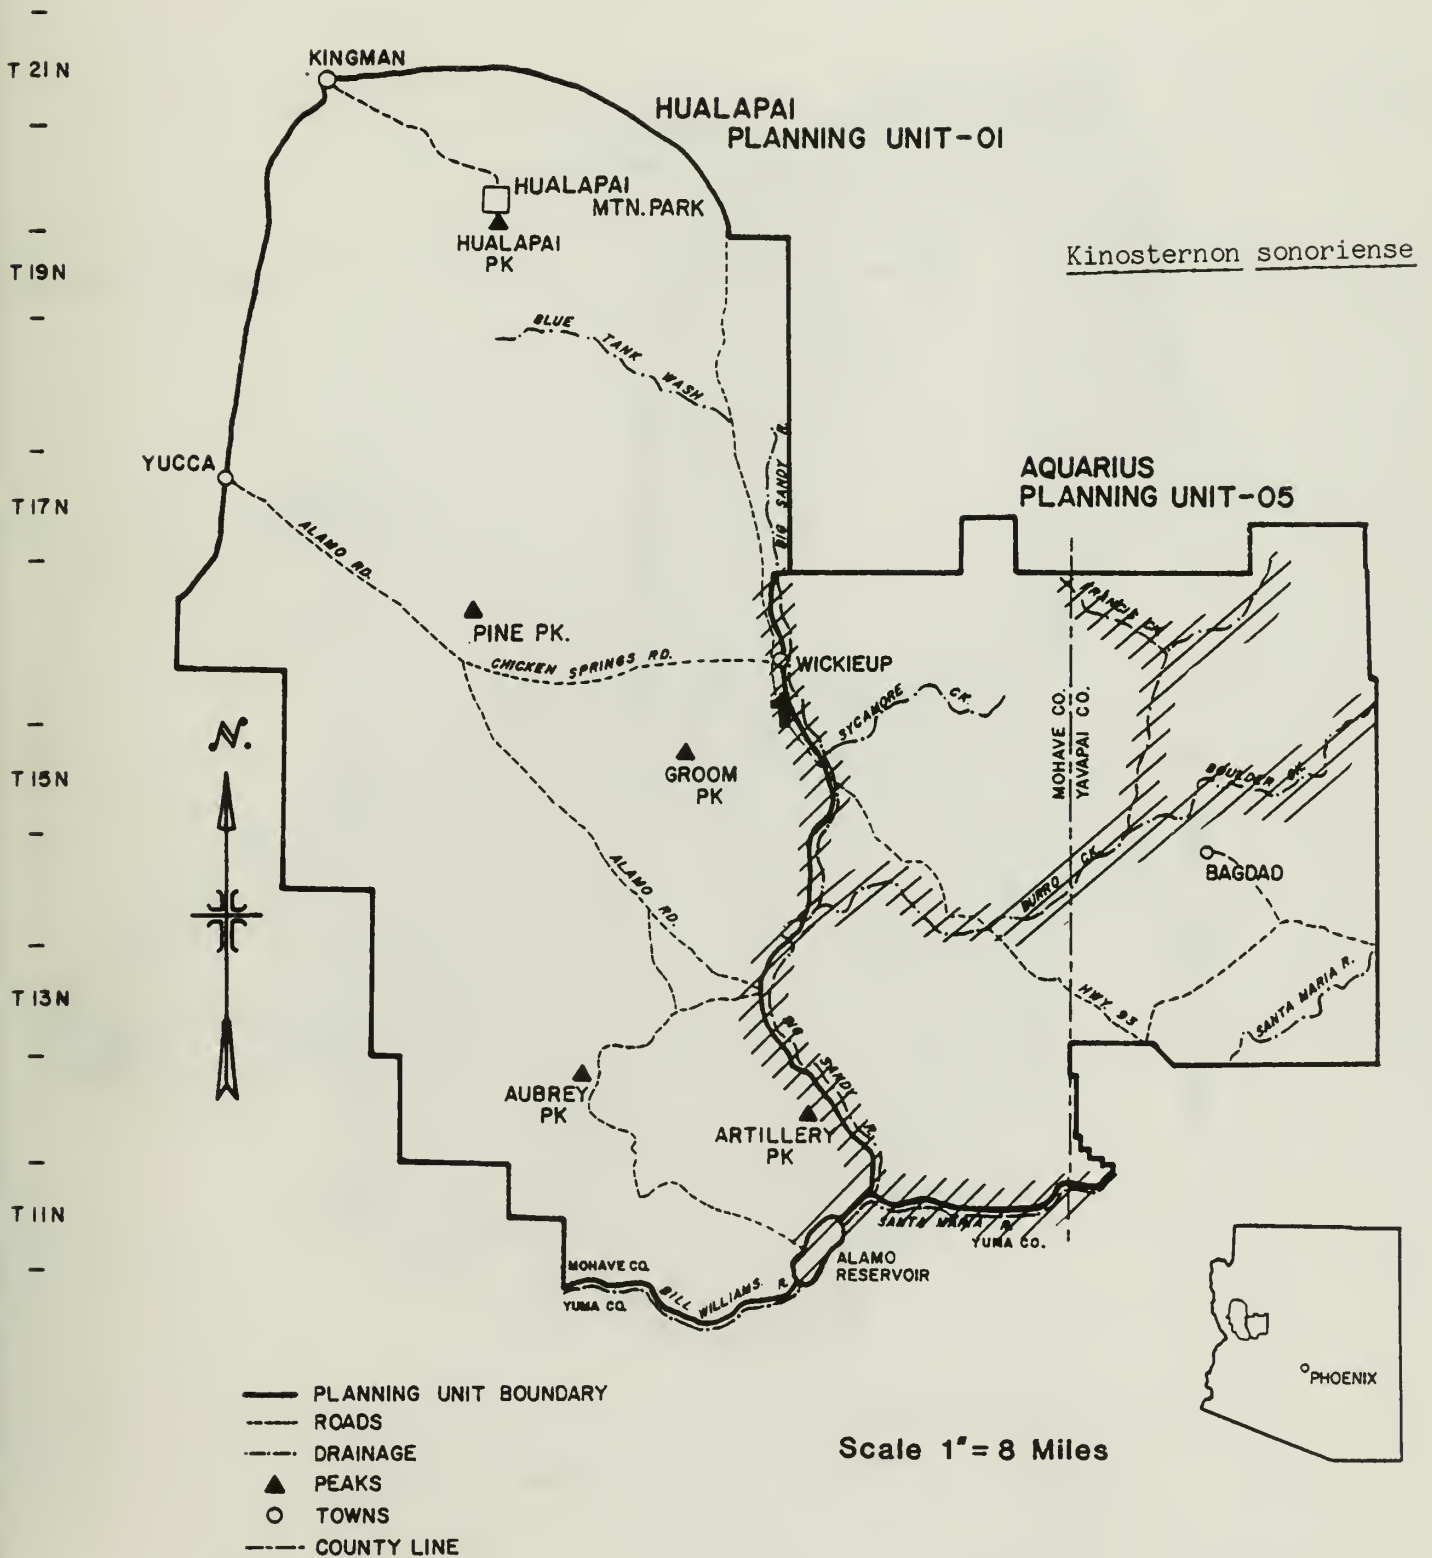 T 21 N
KINGMAN
HUALAPAI
PLANNING UNIT-01
HUALAPAI
MTN. PARK
HUALAPAI
PK
T 19 N
Kinosternon sonoriense
BLUE TANK WASH
YUCCA
T 17 N
BIG SANDY R.
AQUARIUS
PLANNING UNIT-05
ALAMO RD.
FRANCIS CK.
PINE PK.
CHICKEN SPRINGS RD.
WICKIEUP
SYCAMORE CK.
MOHAVE CO.
YAVAPAI CO.
N.
T 15 N
GROOM
PK
BOULDER CK.
BURRO CK.
BAGDAD
ALAMO RD.
T 13 N
HWY. 93
SANTA MARIA R.
BIG SANDY R.
AUBREY
PK
ARTILLERY
PK
T 11 N
SANTA MARIA R.
YUMA CO.
ALAMO
RESERVOIR
MOHAVE CO.
YUMA CO.
BILL WILLIAMS R.
PHOENIX
PLANNING UNIT BOUNDARY
ROADS
DRAINAGE
PEAKS
TOWNS
COUNTY LINE
Scale 1" = 8 Miles